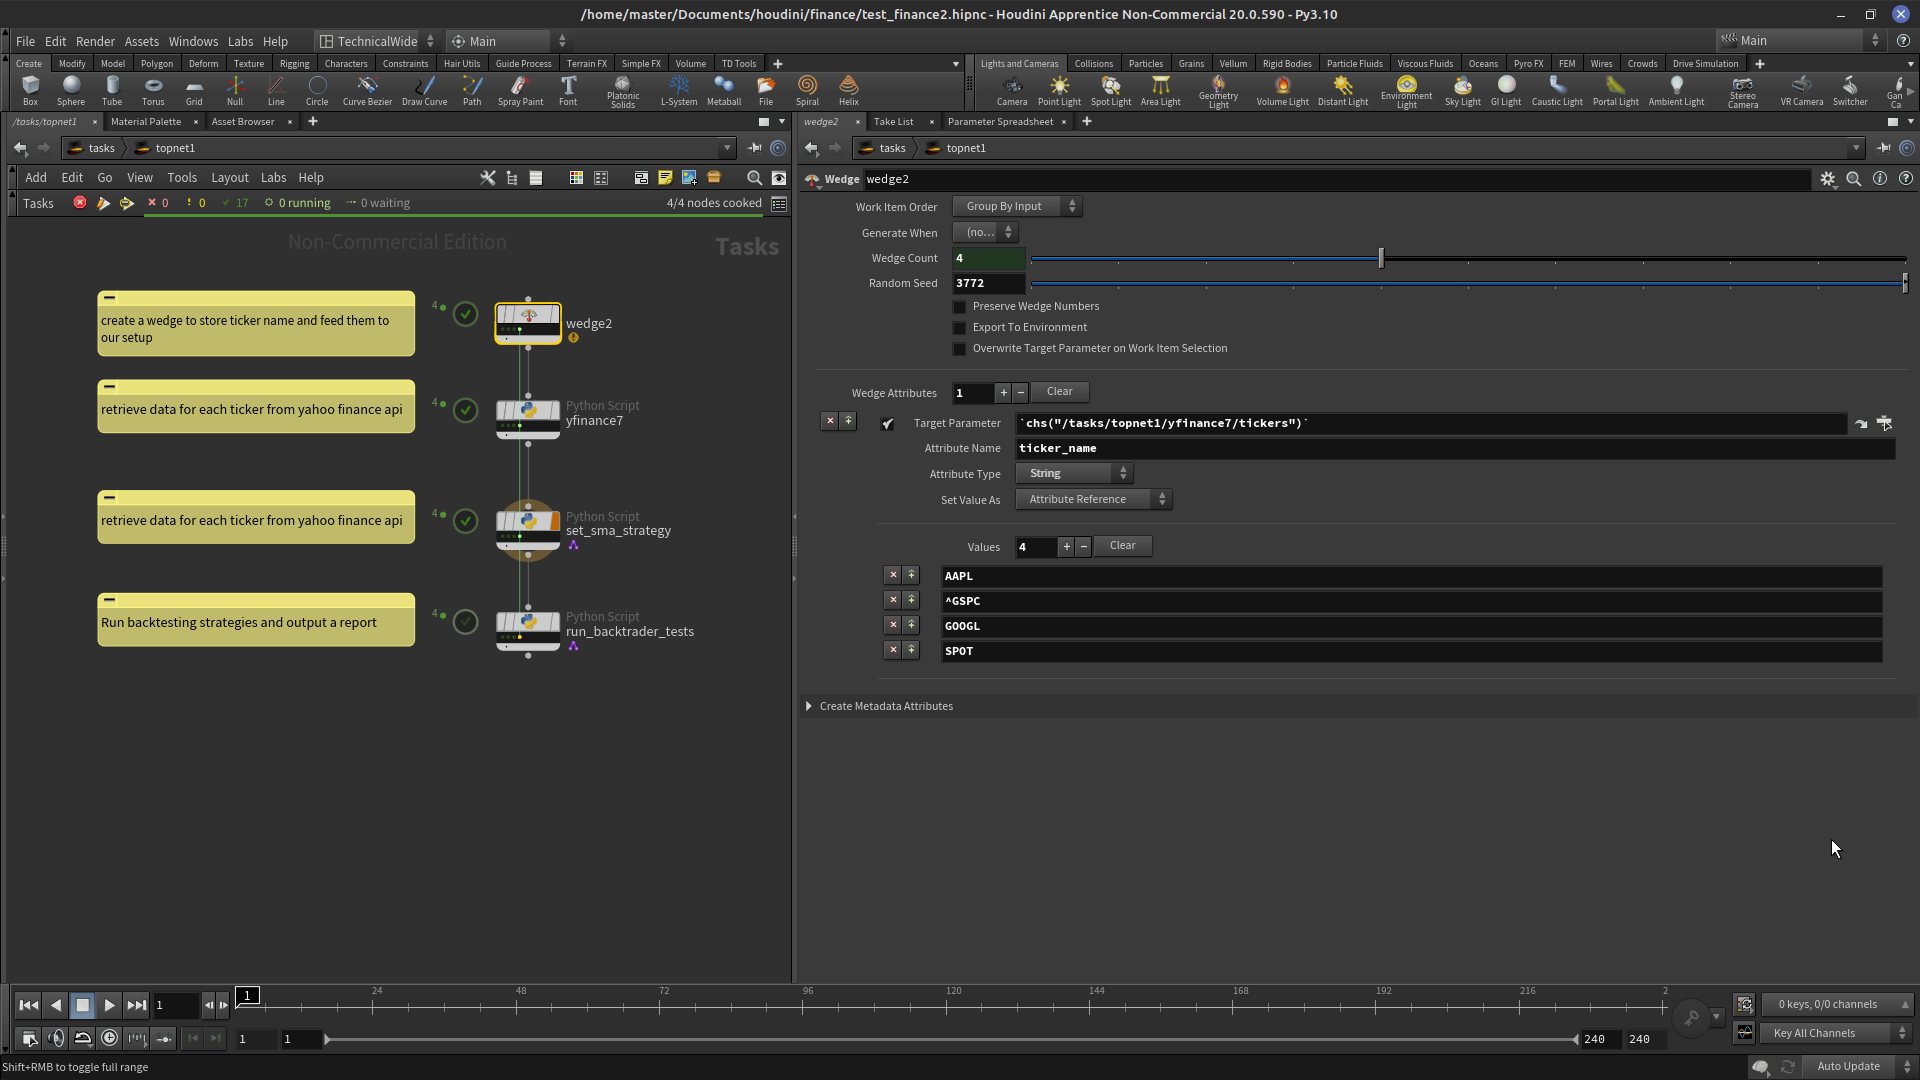 /home/master/Documents/houdini/finance/test_finance2.hipnc - Houdini Apprentice Non-Commercial 20.0.590 - Py3.10
File Edit Render Assets Windows Labs Help TechnicalWide Main Main
Create Modify Model Polygon Deform Texture Rigging Characters Constraints Hair Utils Guide Process Terrain FX Simple FX Volume TD Tools
Lights and Cameras Collisions Particles Grains Vellum Rigid Bodies Particle Fluids Viscous Fluids Oceans Pyro FX FEM Wires Crowds Drive Simulation
Box Sphere Tube Torus Grid Null Line Circle Curve Bezier Draw Curve Path Spray Paint Font Platonic Solids L-System Metaball File Spiral Helix
Camera Point Light Spot Light Area Light Geometry Light Volume Light Distant Light Environment Light Sky Light GI Light Caustic Light Portal Light Ambient Light Stereo Camera VR Camera Switcher Gan Ca
/tasks/topnet1 Material Palette Asset Browser
tasks topnet1
Add Edit Go View Tools Layout Labs Help
Tasks 0 0 17 0 running 0 waiting 4/4 nodes cooked
Non-Commercial Edition
Tasks
create a wedge to store ticker name and feed them to
our setup
4
wedge2
retrieve data for each ticker from yahoo finance api
4
Python Script
yfinance7
retrieve data for each ticker from yahoo finance api
4
Python Script
set_sma_strategy
Run backtesting strategies and output a report
4
Python Script
run_backtrader_tests
wedge2 Take List Parameter Spreadsheet
tasks topnet1
Wedge wedge2
Work Item Order Group By Input
Generate When (no...
Wedge Count 4
Random Seed 3772
Preserve Wedge Numbers
Export To Environment
Overwrite Target Parameter on Work Item Selection
Wedge Attributes 1 + - Clear
Target Parameter `chs("/tasks/topnet1/yfinance7/tickers")`
Attribute Name ticker_name
Attribute Type String
Set Value As Attribute Reference
Values 4 + - Clear
AAPL
^GSPC
GOOGL
SPOT
Create Metadata Attributes
1 1 24 48 72 96 120 144 168 192 216 2
0 keys, 0/0 channels
1 1 240 240
Key All Channels
Shift+RMB to toggle full range
Auto Update